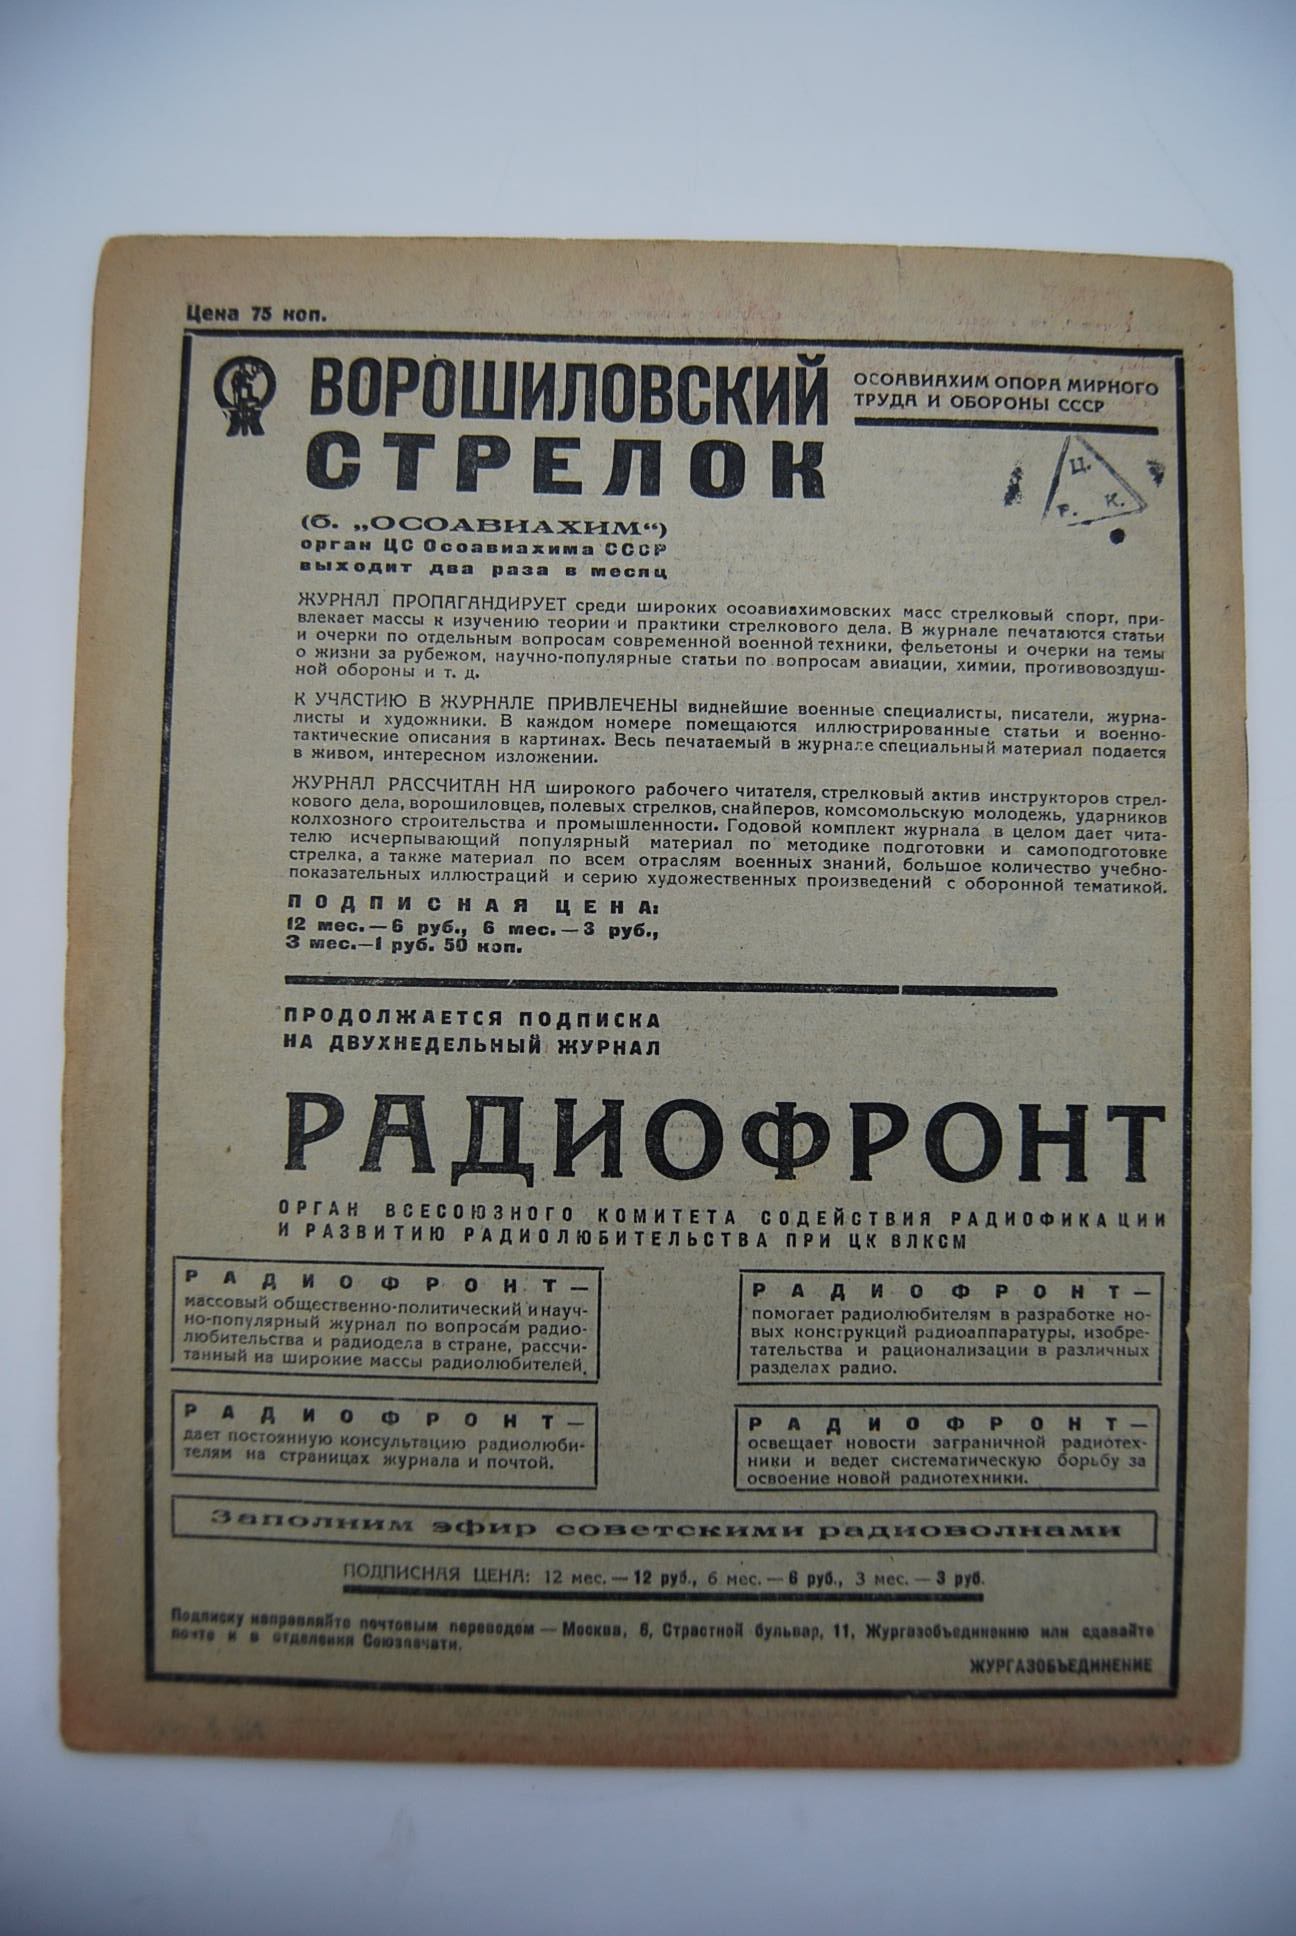 Цена 75 коп.
Ж
ВОРОШИЛОВСКИЙ
СТРЕЛОК
ОСОАВИАХИМ ОПОРА МИРНОГО
ТРУДА И ОБОРОНЫ СССР
Ц.
Р. К.
(б. „ОСОАВИАХИМ“)
орган ЦС Осоавиахима СССР
выходит два раза в месяц
ЖУРНАЛ ПРОПАГАНДИРУЕТ среди широких осоавиахимовских масс стрелковый спорт, при-
влекает массы к изучению теории и практики стрелкового дела. В журнале печатаются статьи
и очерки по отдельным вопросам современной военной техники, фельетоны и очерки на темы
о жизни за рубежом, научно-популярные статьи по вопросам авиации, химии, противовоздуш-
ной обороны и т. д.
К УЧАСТИЮ В ЖУРНАЛЕ ПРИВЛЕЧЕНЫ виднейшие военные специалисты, писатели, журна-
листы и художники. В каждом номере помещаются иллюстрированные статьи и военно-
тактические описания в картинах. Весь печатаемый в журнале специальный материал подается
в живом, интересном изложении.
ЖУРНАЛ РАССЧИТАН НА широкого рабочего читателя, стрелковый актив инструкторов стрел-
кового дела, ворошиловцев, полевых стрелков, снайперов, комсомольскую молодежь, ударников
колхозного строительства и промышленности. Годовой комплект журнала в целом дает чита-
телю исчерпывающий популярный материал по методике подготовки и самоподготовке
стрелка, а также материал по всем отраслям военных знаний, большое количество учебно-
показательных иллюстраций и серию художественных произведений с оборонной тематикой.
ПОДПИСНАЯ ЦЕНА:
12 мес.—6 руб., 6 мес.—3 руб.,
3 мес.—1 руб. 50 коп.
ПРОДОЛЖАЕТСЯ ПОДПИСКА
НА ДВУХНЕДЕЛЬНЫЙ ЖУРНАЛ
РАДИОФРОНТ
ОРГАН ВСЕСОЮЗНОГО КОМИТЕТА СОДЕЙСТВИЯ РАДИОФИКАЦИИ
И РАЗВИТИЮ РАДИОЛЮБИТЕЛЬСТВА ПРИ ЦК ВЛКСМ
РАДИОФРОНТ—
массовый общественно-политический и науч-
но-популярный журнал по вопросам радио-
любительства и радиодела в стране, рассчи-
танный на широкие массы радиолюбителей.
РАДИОФРОНТ—
помогает радиолюбителям в разработке но-
вых конструкций радиоаппаратуры, изобре-
тательства и рационализации в различных
разделах радио.
РАДИОФРОНТ—
дает постоянную консультацию радиолюби-
телям на страницах журнала и почтой.
РАДИОФРОНТ—
освещает новости заграничной радиотех-
ники и ведет систематическую борьбу за
освоение новой радиотехники.
Заполним эфир советскими радиоволнами
ПОДПИСНАЯ ЦЕНА: 12 мес.—12 руб., 6 мес.—6 руб., 3 мес.—3 руб.
Подписку направляйте почтовым переводом—Москва, 6, Страстной бульвар, 11, Жургазобъединению или сдавайте
почте и в отделения Союзпечати.
ЖУРГАЗОБЪЕДИНЕНИЕ